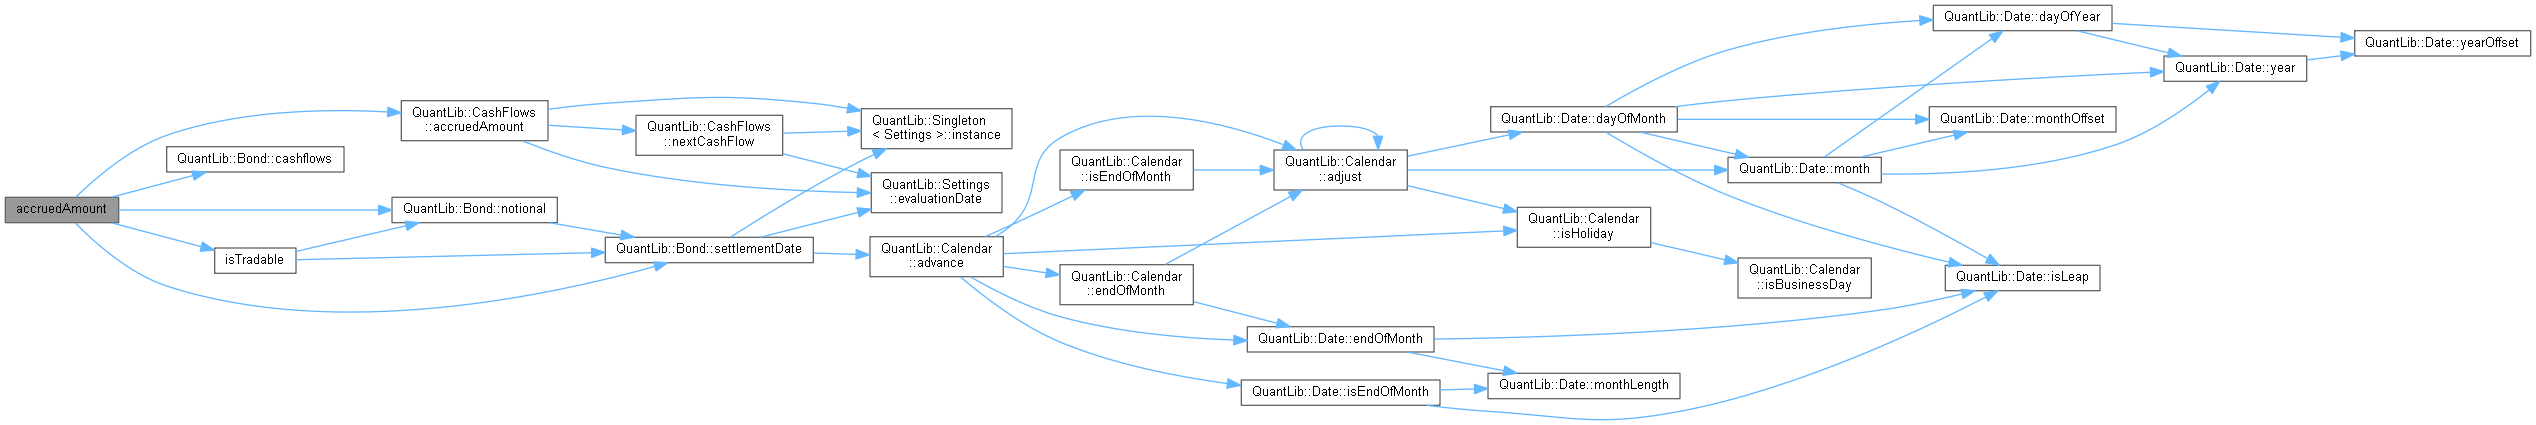 accruedAmount
QuantLib::CashFlows
::accruedAmount
QuantLib::Bond::cashflows
QuantLib::Bond::notional
isTradable
QuantLib::CashFlows
::nextCashFlow
QuantLib::Bond::settlementDate
QuantLib::Singleton
< Settings >::instance
QuantLib::Settings
::evaluationDate
QuantLib::Calendar
::advance
QuantLib::Calendar
::isEndOfMonth
QuantLib::Calendar
::endOfMonth
QuantLib::Calendar
::adjust
QuantLib::Date::endOfMonth
QuantLib::Date::isEndOfMonth
QuantLib::Date::dayOfMonth
QuantLib::Calendar
::isHoliday
QuantLib::Date::monthLength
QuantLib::Date::month
QuantLib::Calendar
::isBusinessDay
QuantLib::Date::dayOfYear
QuantLib::Date::monthOffset
QuantLib::Date::isLeap
QuantLib::Date::year
QuantLib::Date::yearOffset